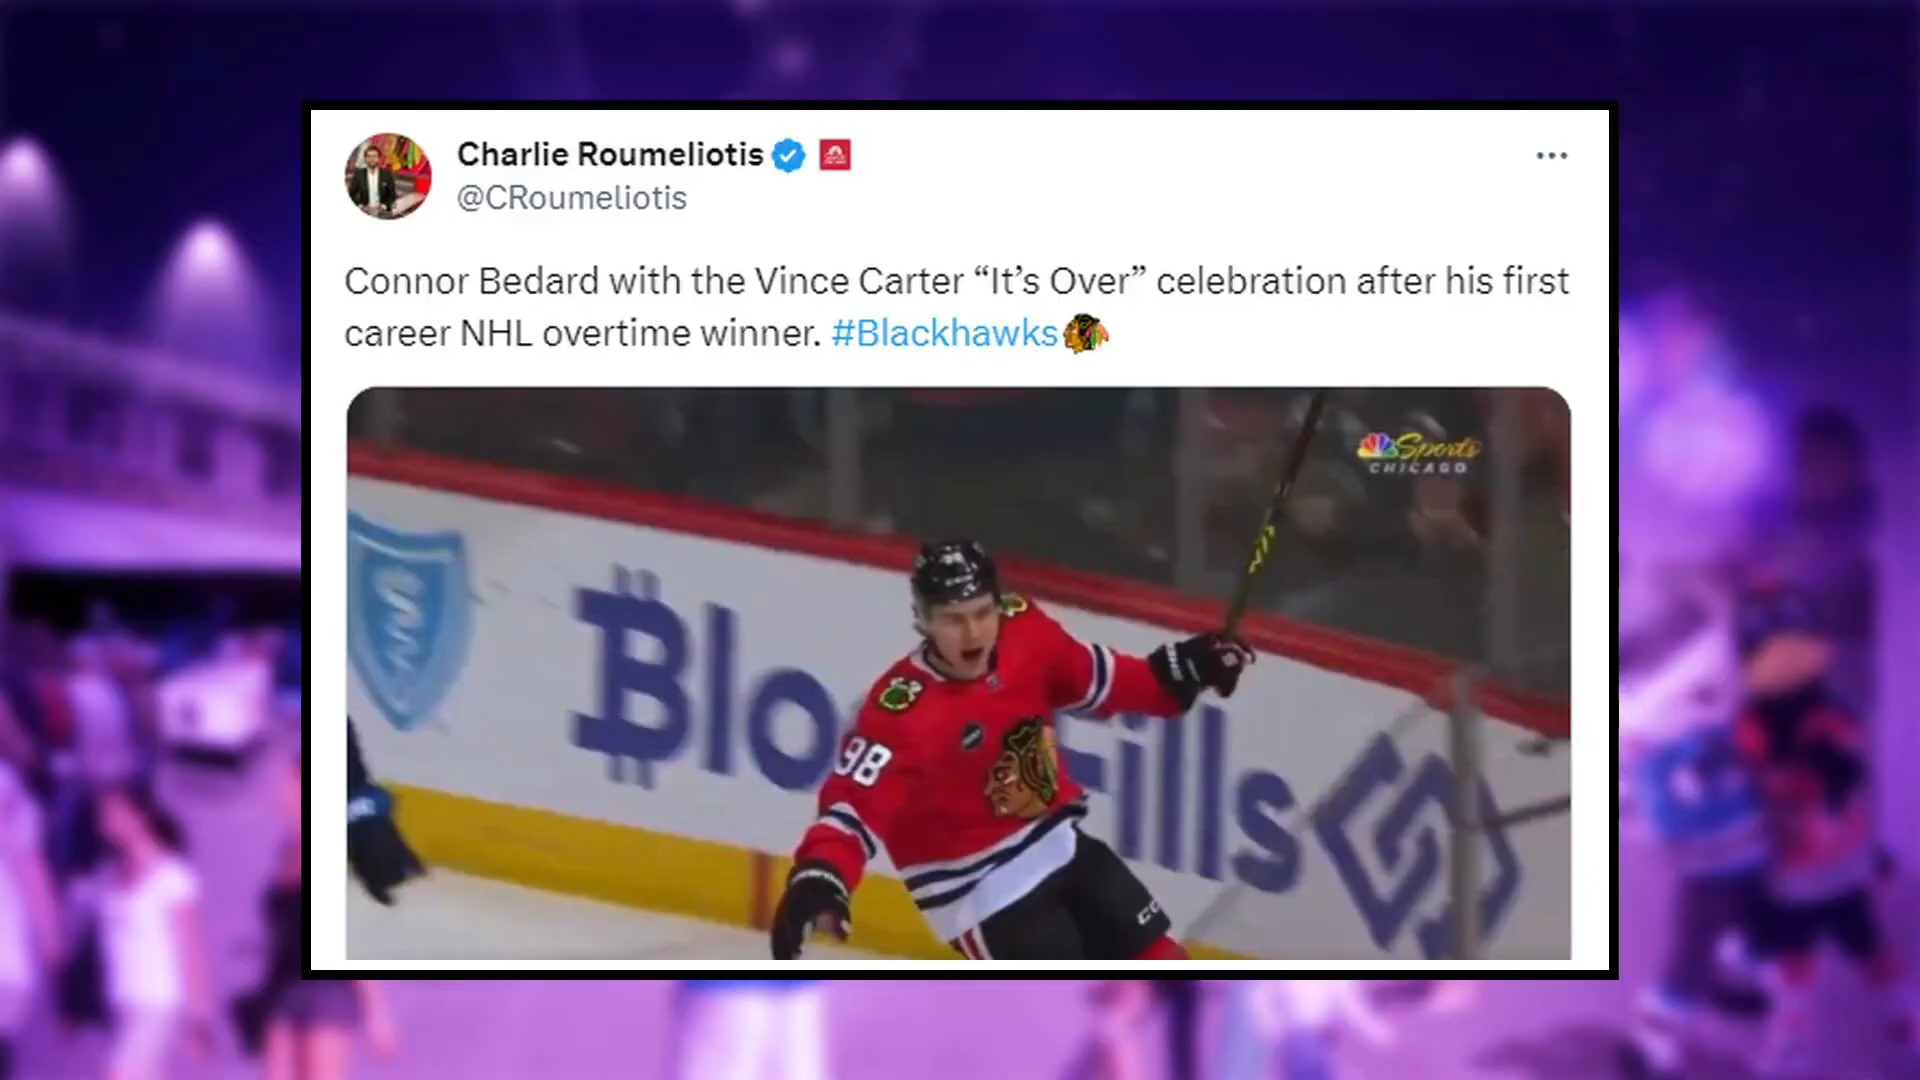 Charlie Roumeliotis
@CRoumeliotis
Connor Bedard with the Vince Carter “It’s Over” celebration after his first
career NHL overtime winner. #Blackhawks
Sports
CHICAGO
98